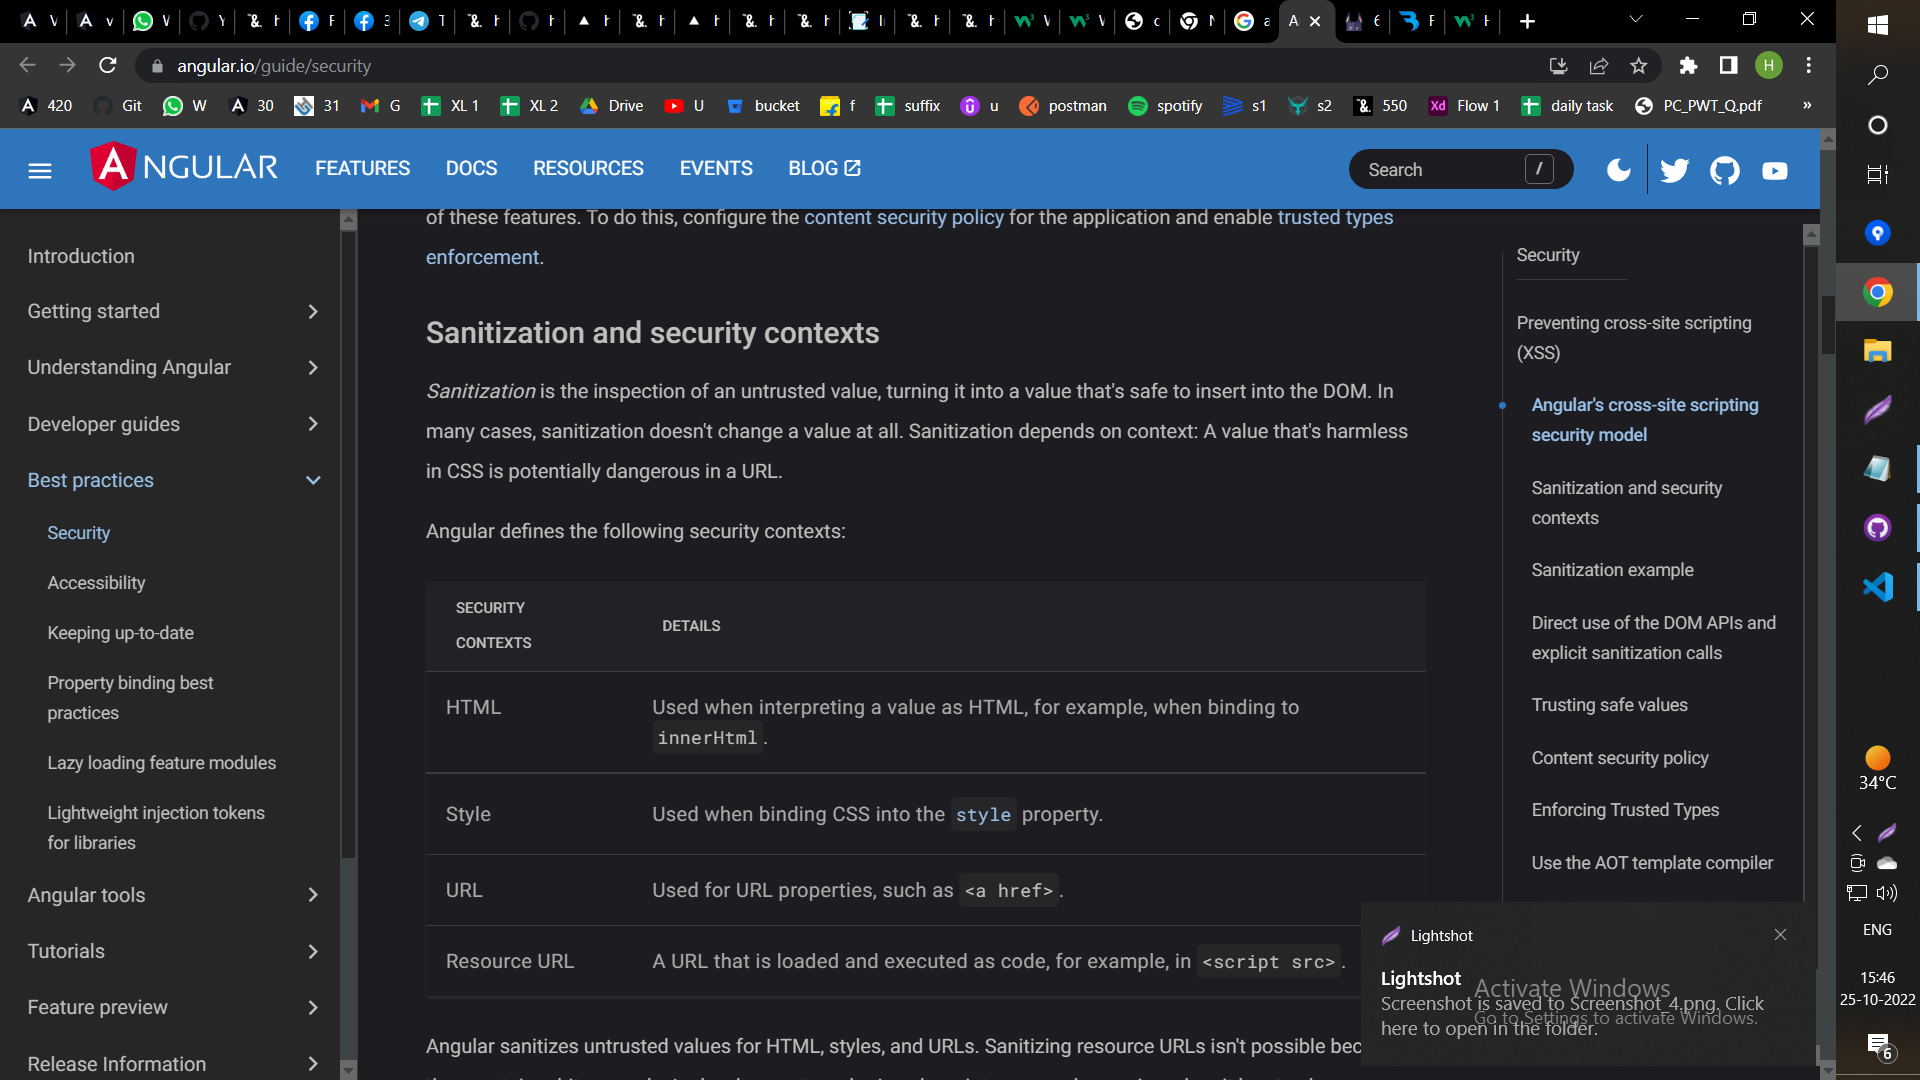 angular.io/guide/security
H
420
Git
W
30
31
G
XL 1
XL 2
Drive
U
bucket
f
suffix
u
postman
spotify
s1
s2
550
Flow 1
daily task
PC_PWT_Q.pdf
»
ANGULAR
FEATURES
DOCS
RESOURCES
EVENTS
BLOG
Search /
Introduction
Getting started
Understanding Angular
Developer guides
Best practices
Security
Accessibility
Keeping up-to-date
Property binding best
practices
Lazy loading feature modules
Lightweight injection tokens
for libraries
Angular tools
Tutorials
Feature preview
Release Information
of these features. To do this, configure the content security policy for the application and enable trusted types
enforcement.
Sanitization and security contexts
Sanitization is the inspection of an untrusted value, turning it into a value that's safe to insert into the DOM. In
many cases, sanitization doesn't change a value at all. Sanitization depends on context: A value that's harmless
in CSS is potentially dangerous in a URL.
Angular defines the following security contexts:
SECURITY
CONTEXTS
DETAILS
HTML
Used when interpreting a value as HTML, for example, when binding to
innerHtml.
Style
Used when binding CSS into the style property.
URL
Used for URL properties, such as <a href>.
Resource URL
A URL that is loaded and executed as code, for example, in <script src>.
Angular sanitizes untrusted values for HTML, styles, and URLs. Sanitizing resource URLs isn't possible bec
Security
Preventing cross-site scripting
(XSS)
Angular's cross-site scripting
security model
Sanitization and security
contexts
Sanitization example
Direct use of the DOM APIs and
explicit sanitization calls
Trusting safe values
Content security policy
Enforcing Trusted Types
Use the AOT template compiler
Lightshot
Lightshot
Screenshot is saved to Screenshot_4.png. Click
here to open in the folder.
Activate Windows
Go to Settings to activate Windows.
34°C
ENG
15:46
25-10-2022
6